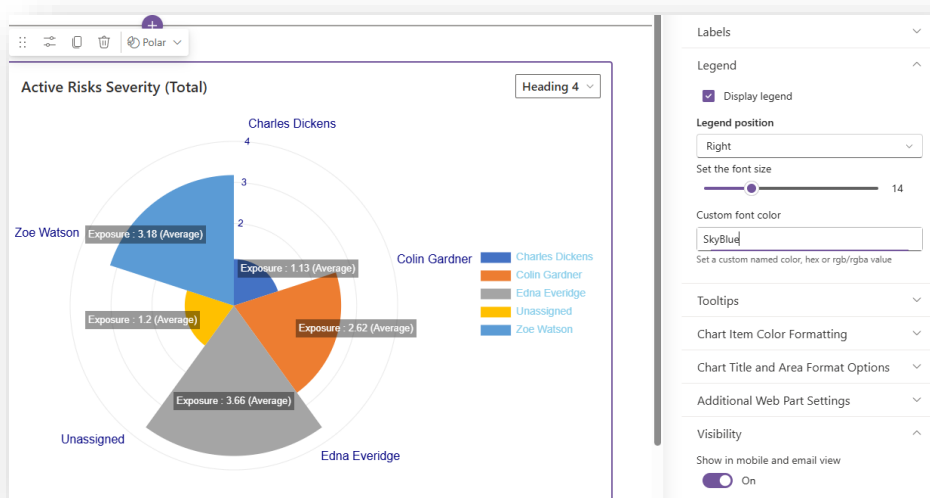 +
Polar
Active Risks Severity (Total)
Heading 4
Charles Dickens
4
3
2
Zoe Watson
Exposure : 3.18 (Average)
Colin Gardner
Exposure : 1.13 (Average)
Exposure : 1.2 (Average)
Exposure : 2.62 (Average)
Exposure : 3.66 (Average)
Unassigned
Edna Everidge
Charles Dickens
Colin Gardner
Edna Everidge
Unassigned
Zoe Watson
Labels
Legend
Display legend
Legend position
Right
Set the font size
14
Custom font color
SkyBlue
Set a custom named color, hex or rgb/rgba value
Tooltips
Chart Item Color Formatting
Chart Title and Area Format Options
Additional Web Part Settings
Visibility
Show in mobile and email view
On